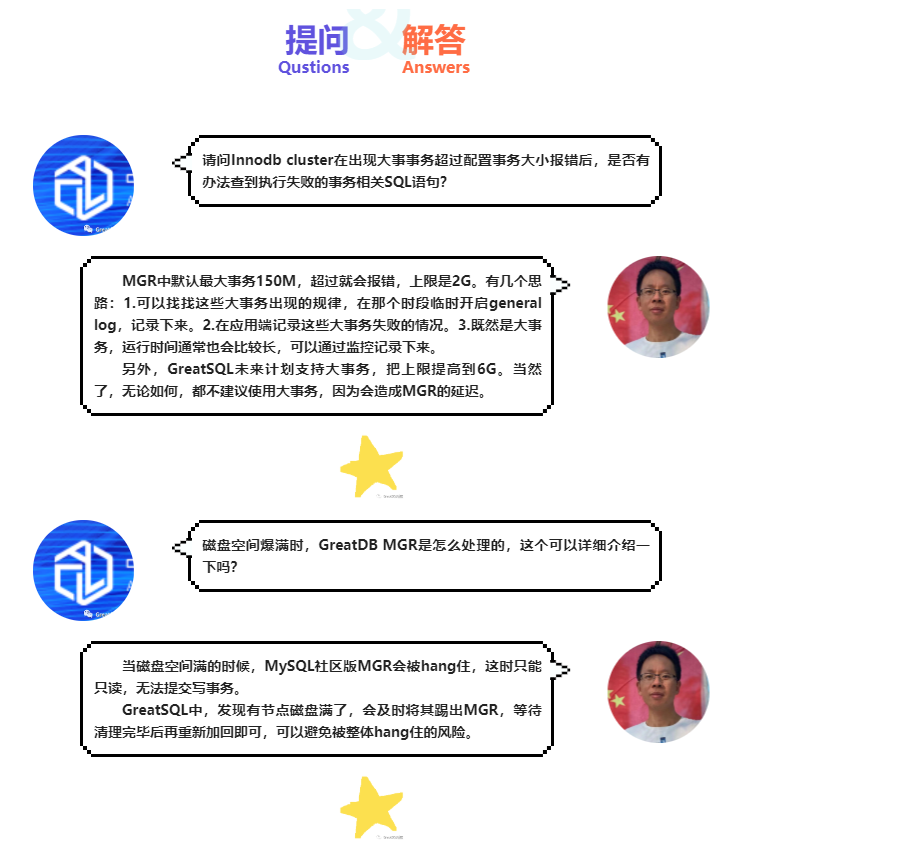 提问
解答
Qustions
Answers
请问Innodb cluster在出现大事事务超过配置事务大小报错后，是否有
办法查到执行失败的事务相关SQL语句？
MGR中默认最大事务150M，超过就会报错，上限是2G。有几个思
路：1.可以找找这些大事务出现的规律，在那个时段临时开启general
log，记录下来。2.在应用端记录这些大事务失败的情况。3.既然是大事
务，运行时间通常也会比较长，可以通过监控记录下来。
另外，GreatSQL未来计划支持大事务，把上限提高到6G。当然
了，无论如何，都不建议使用大事务，因为会造成MGR的延迟。
磁盘空间爆满时，GreatDB MGR是怎么处理的，这个可以详细介绍一
下吗？
当磁盘空间满的时候，MySQL社区版MGR会被hang住，这时只能
只读，无法提交写事务。
GreatSQL中，发现有节点磁盘满了，会及时将其踢出MGR，等待
清理完毕后再重新加回即可，可以避免被整体hang住的风险。